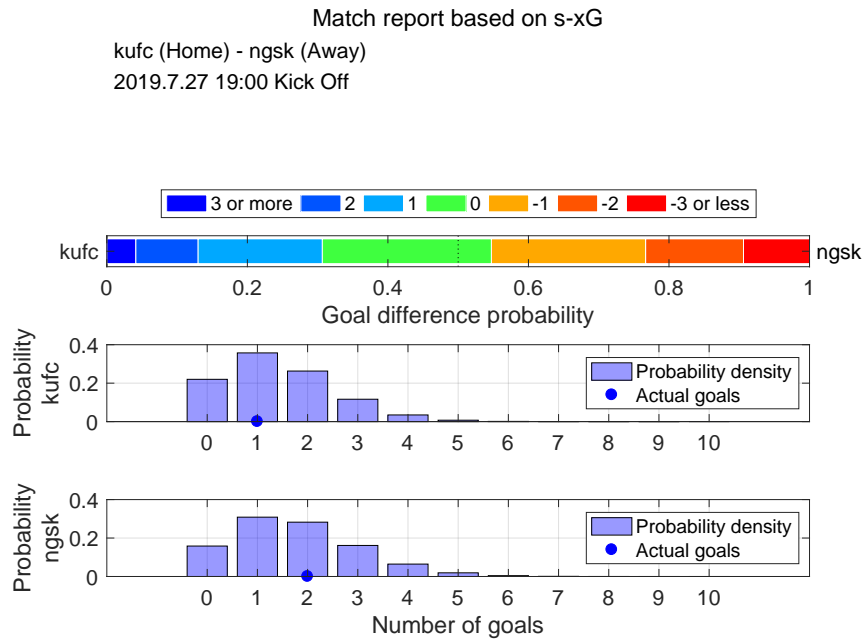 Match report based on s-xG
kufc (Home) - ngsk (Away)
2019.7.27 19:00 Kick Off
3 or more 2 1 0 -1 -2 -3 or less
kufc ngsk
0 0.2 0.4 0.6 0.8 1
Goal difference probability
Probability
kufc
0.4
0.2
0
Probability density
Actual goals
0 1 2 3 4 5 6 7 8 9 10
Probability
ngsk
0.4
0.2
0
Probability density
Actual goals
0 1 2 3 4 5 6 7 8 9 10
Number of goals